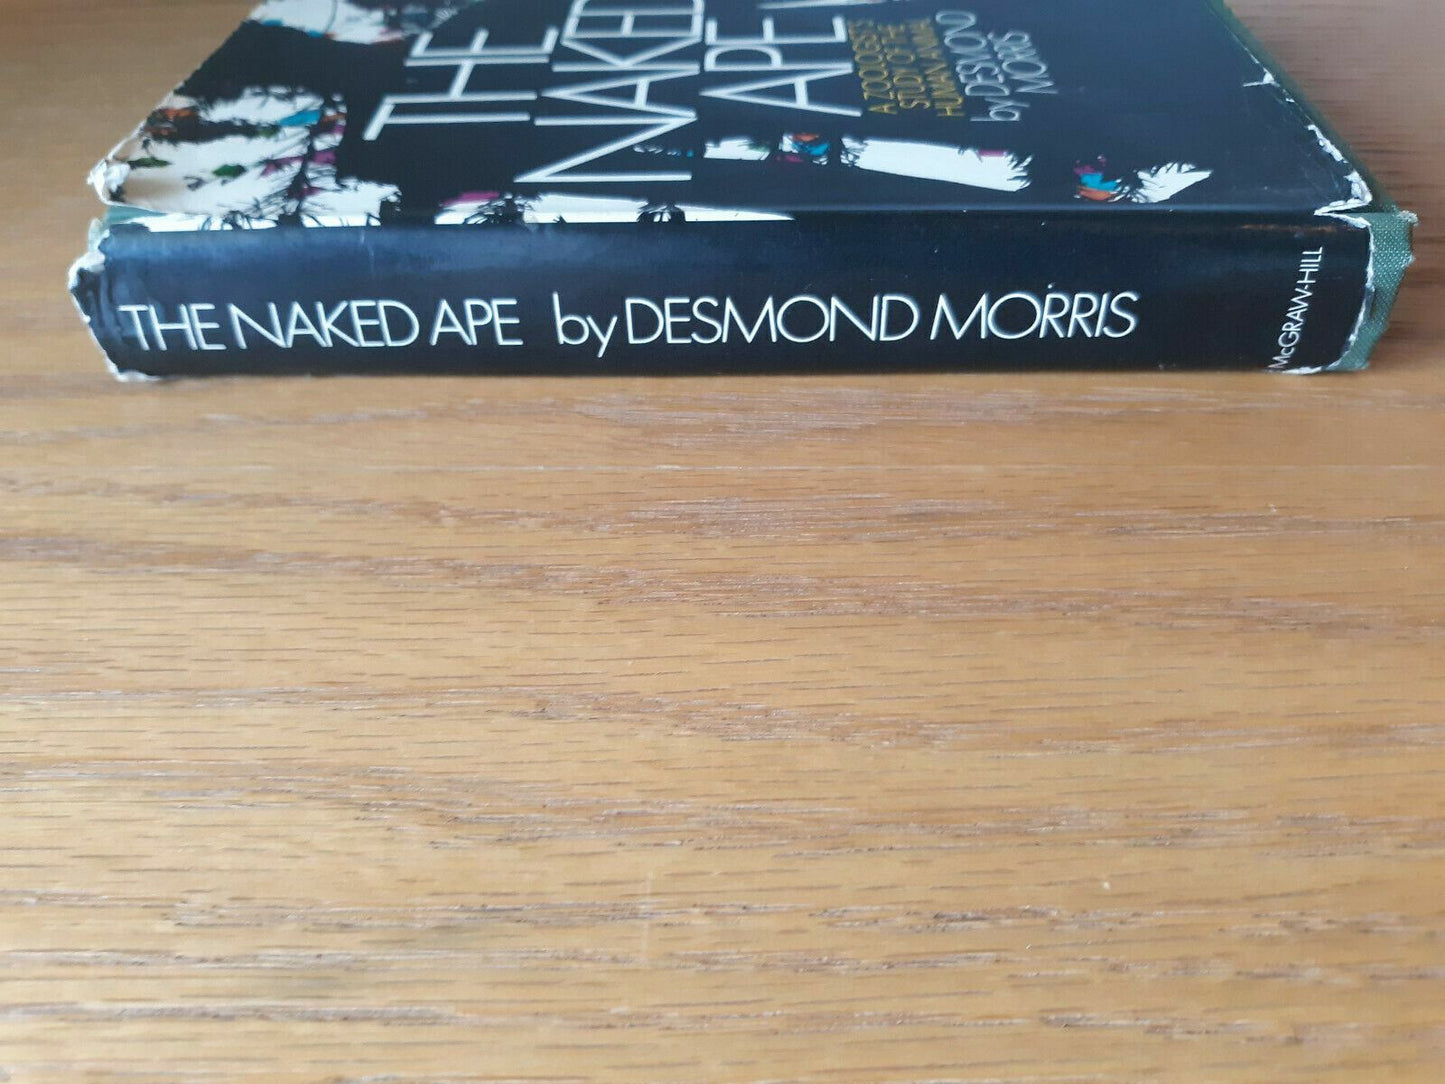 THE
NAKED
APE
A ZOOLOGIST'S
STUDY OF THE
HUMAN ANIMAL
by DESMOND
MORRIS
THE NAKED APE by DESMOND MORRIS
McGRAW-HILL